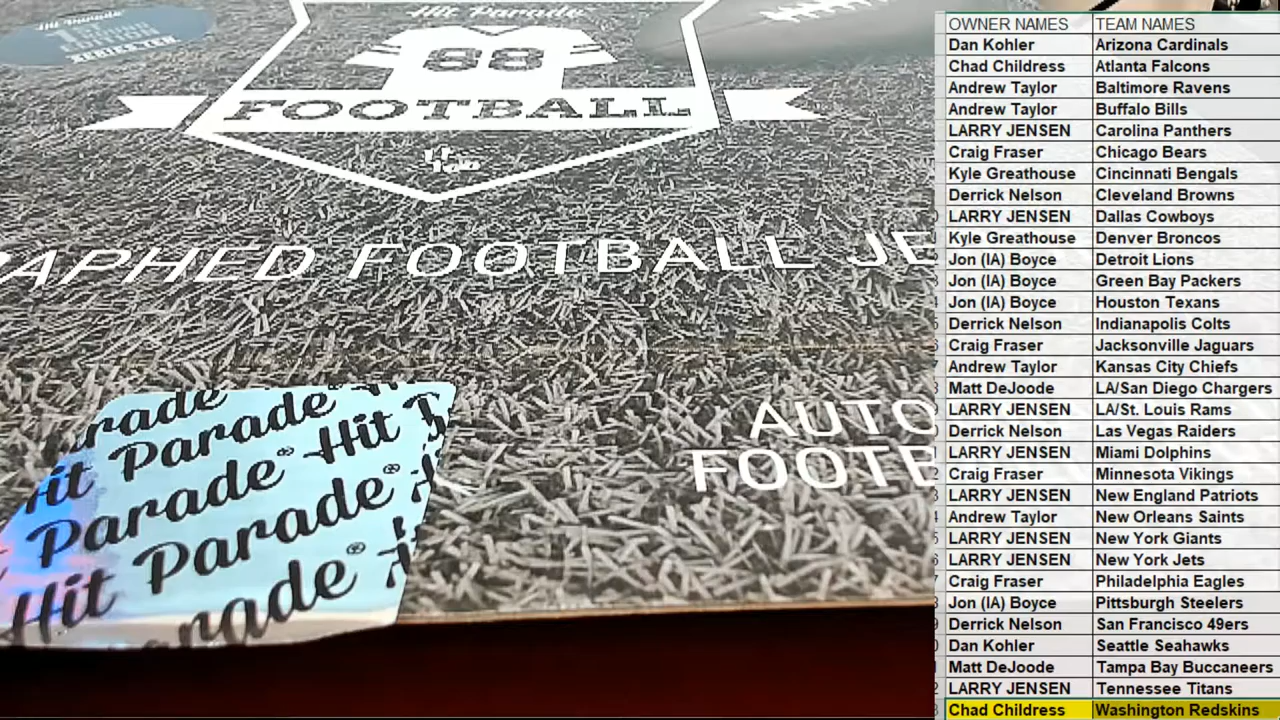 Hit Parade
88
FOOTBALL
APHED FOOTBALL JE
AUTO
FOOTB
arade Hit
Hit Parade® Hit
Parade® Hit
Hit Parade®
arade
OWNER NAMES TEAM NAMES
Dan Kohler Arizona Cardinals
Chad Childress Atlanta Falcons
Andrew Taylor Baltimore Ravens
Andrew Taylor Buffalo Bills
LARRY JENSEN Carolina Panthers
Craig Fraser Chicago Bears
Kyle Greathouse Cincinnati Bengals
Derrick Nelson Cleveland Browns
LARRY JENSEN Dallas Cowboys
Kyle Greathouse Denver Broncos
Jon (IA) Boyce Detroit Lions
Jon (IA) Boyce Green Bay Packers
Jon (IA) Boyce Houston Texans
Derrick Nelson Indianapolis Colts
Craig Fraser Jacksonville Jaguars
Andrew Taylor Kansas City Chiefs
Matt DeJoode LA/San Diego Chargers
LARRY JENSEN LA/St. Louis Rams
Derrick Nelson Las Vegas Raiders
LARRY JENSEN Miami Dolphins
Craig Fraser Minnesota Vikings
LARRY JENSEN New England Patriots
Andrew Taylor New Orleans Saints
LARRY JENSEN New York Giants
LARRY JENSEN New York Jets
Craig Fraser Philadelphia Eagles
Jon (IA) Boyce Pittsburgh Steelers
Derrick Nelson San Francisco 49ers
Dan Kohler Seattle Seahawks
Matt DeJoode Tampa Bay Buccaneers
LARRY JENSEN Tennessee Titans
Chad Childress Washington Redskins